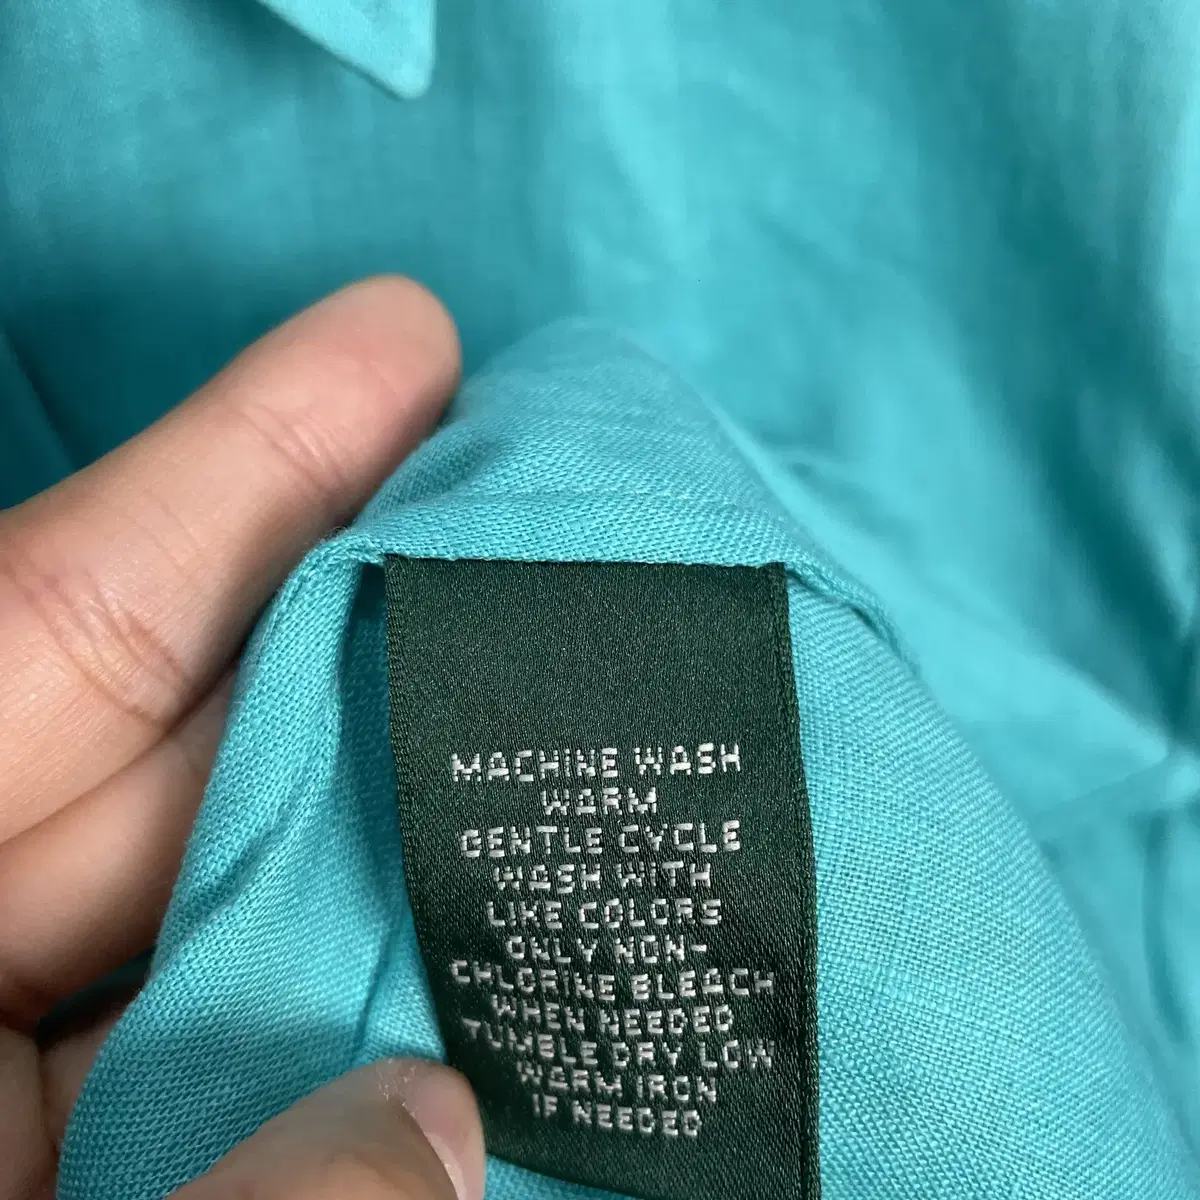 MACHINE WASH
WARM
GENTLE CYCLE
WASH WITH
LIKE COLORS
ONLY NON-
CHLORINE BLEACH
WHEN NEEDED
TUMBLE DRY LOW
WARM IRON
IF NEEDED